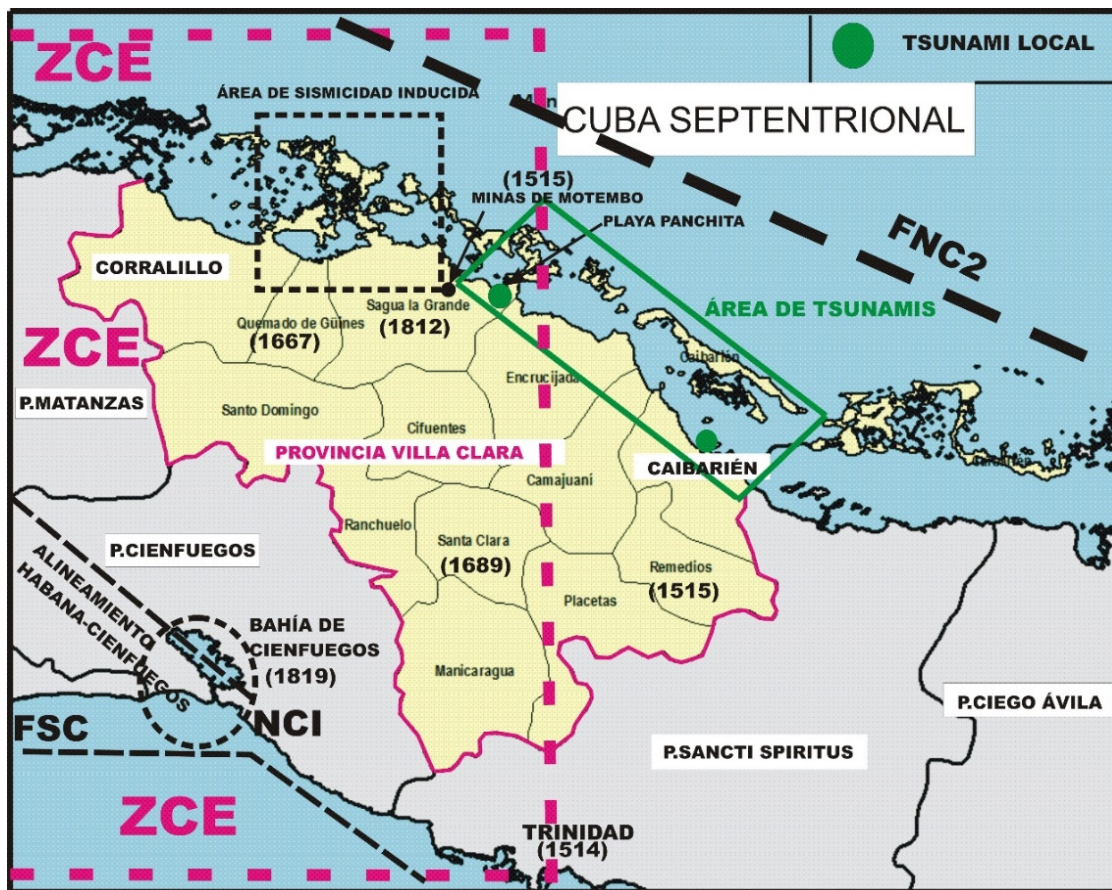 ZCE
TSUNAMI LOCAL
ÁREA DE SISMICIDAD INDUCIDA
CUBA SEPTENTRIONAL
(1515)
MINAS DE MOTEMBO
PLAYA PANCHITA
FNC2
CORRALILLO
Sagua la Grande
(1812)
Quemado de Güines
(1667)
ÁREA DE TSUNAMIS
ZCE
Caibarién
P.MATANZAS
Encrucijada
Santo Domingo
Cifuentes
PROVINCIA VILLA CLARA
CAIBARIÉN
Camajuaní
Ranchuelo
Santa Clara
(1689)
P.CIENFUEGOS
Remedios
(1515)
Placetas
ALINEAMIENTO
HABANA-CIENFUEGOS
BAHÍA DE
CIENFUEGOS
(1819)
Manicaragua
P.CIEGO ÁVILA
FSC
NCI
P.SANCTI SPIRITUS
ZCE
TRINIDAD
(1514)